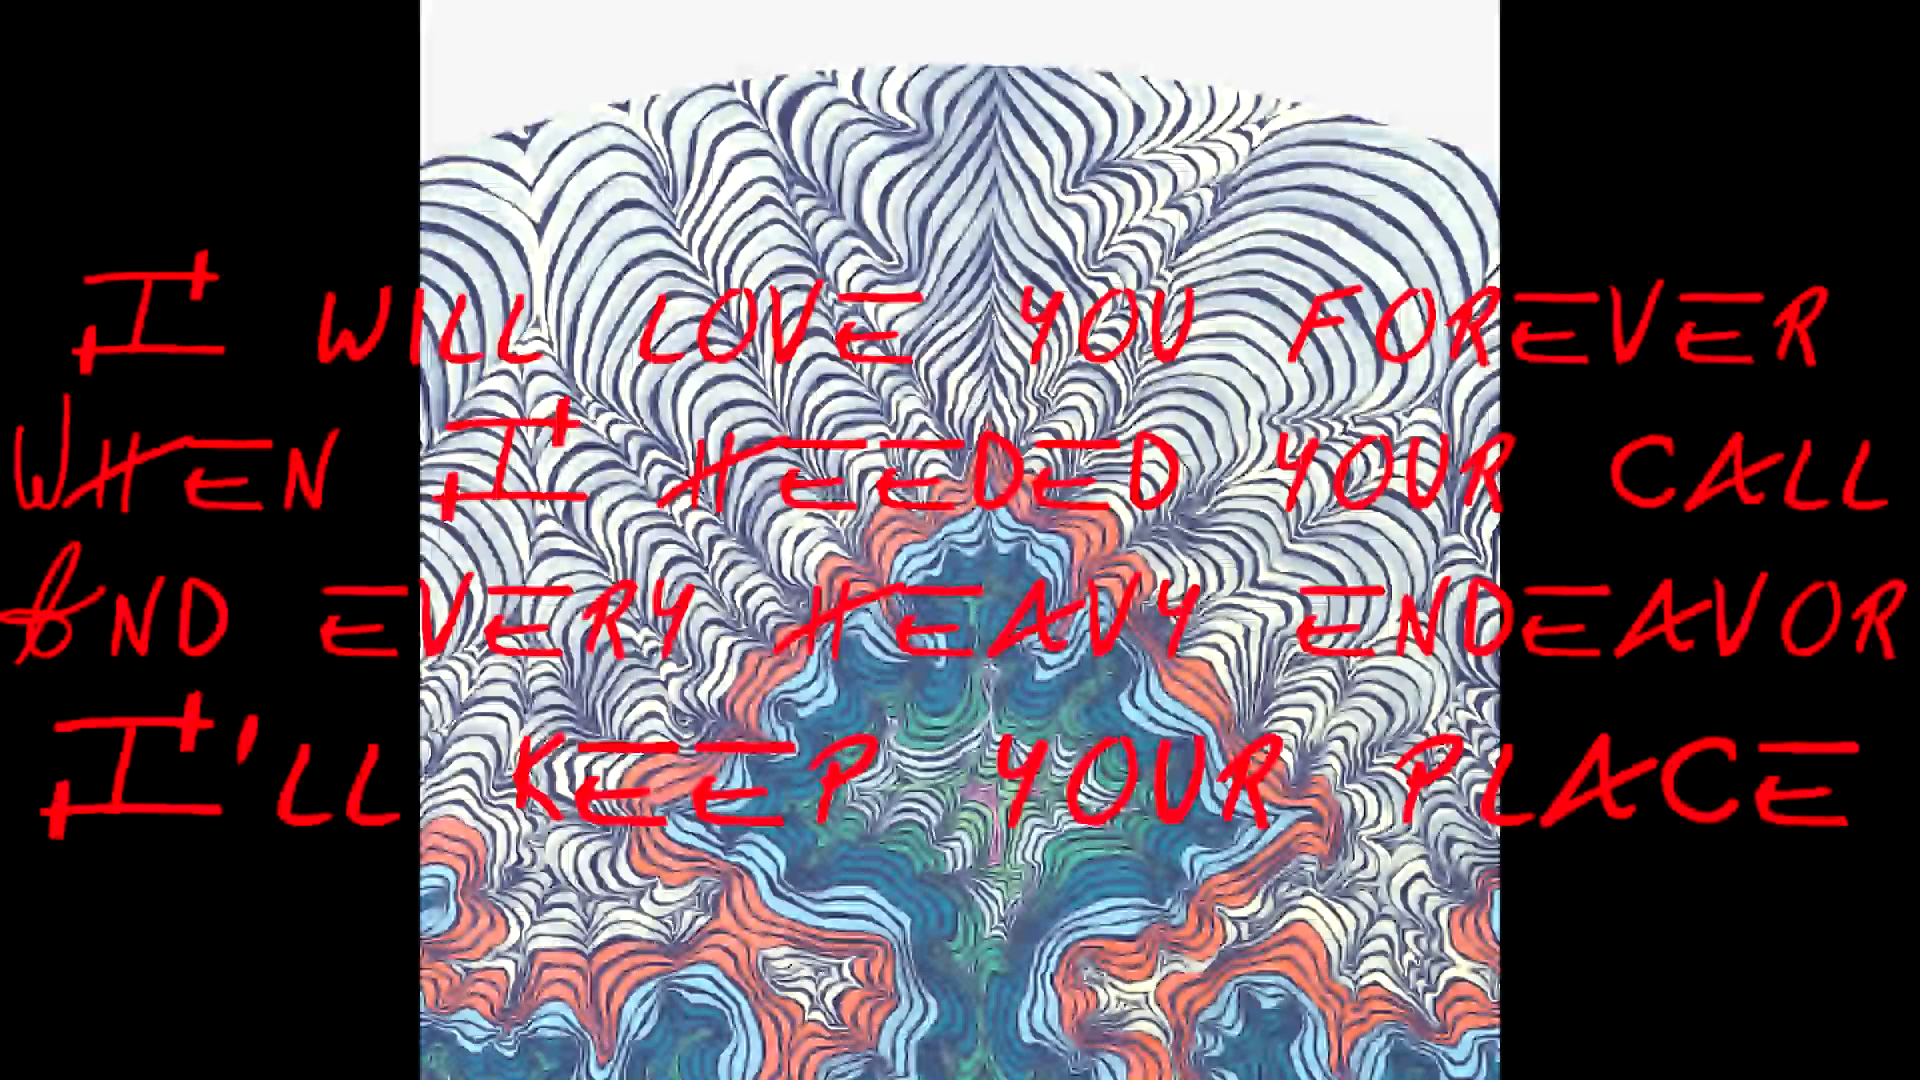 I WILL LOVE YOU FOREVER
WHEN I HEEDED YOUR CALL
AND EVERY HEAVY ENDEAVOR
I'LL KEEP YOUR PLACE